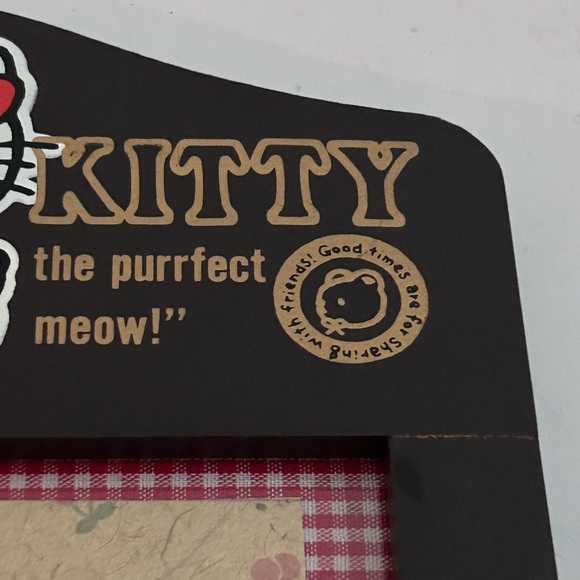 KITTY
the purrfect
meow!”
Good times are for sharing with friends!